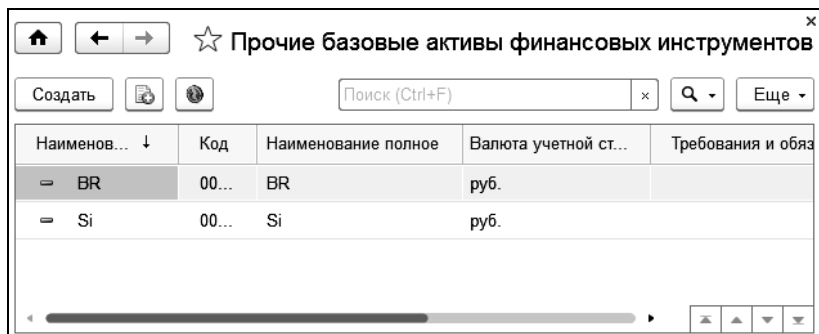 Прочие базовые активы финансовых инструментов
Создать Поиск (Ctrl+F) × Еще
Наименов... ↓ Код Наименование полное Валюта учетной ст... Требования и обяз
BR 00... BR руб.
Si 00... Si руб.